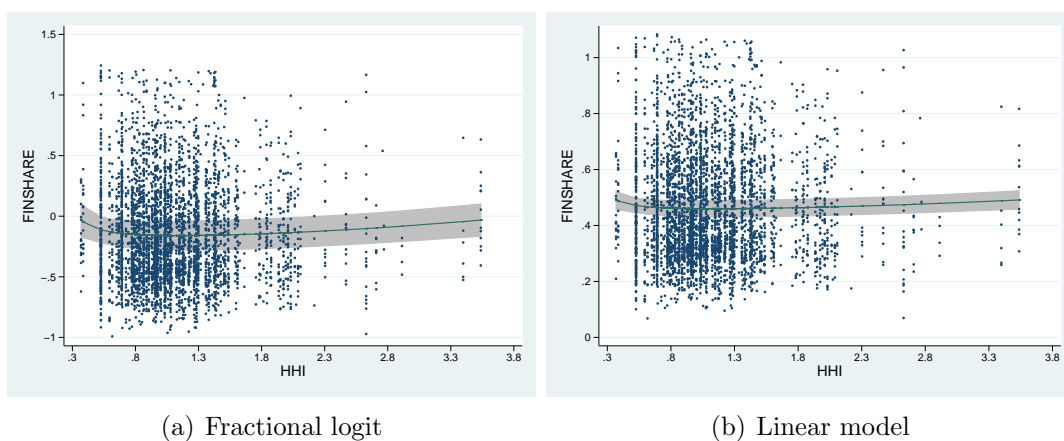 1.5
1
.5
0
−.5
−1
FINSHARE
.3 .8 1.3 1.8 2.3 2.8 3.3 3.8
HHI
(a) Fractional logit
1
.8
.6
.4
.2
0
FINSHARE
.3 .8 1.3 1.8 2.3 2.8 3.3 3.8
HHI
(b) Linear model